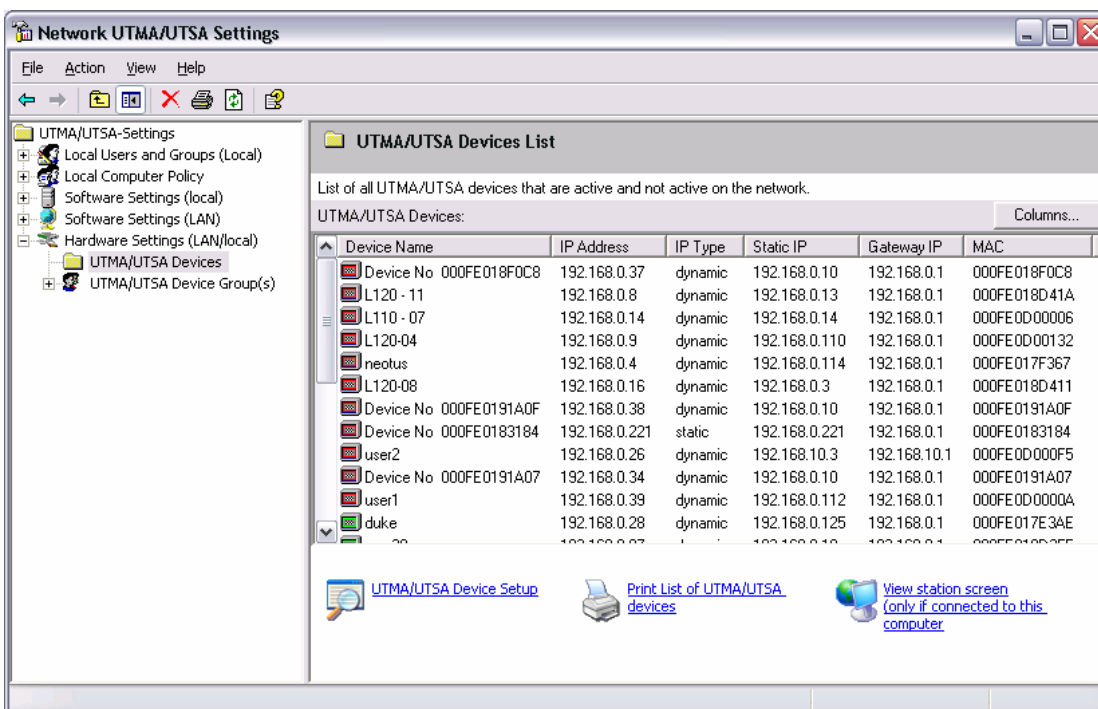 Network UTMA/UTSA Settings
File Action View Help
UTMA/UTSA-Settings
Local Users and Groups (Local)
Local Computer Policy
Software Settings (local)
Software Settings (LAN)
Hardware Settings (LAN/local)
UTMA/UTSA Devices
UTMA/UTSA Device Group(s)
UTMA/UTSA Devices List
List of all UTMA/UTSA devices that are active and not active on the network.
UTMA/UTSA Devices: Columns...
Device Name IP Address IP Type Static IP Gateway IP MAC
Device No 000FE018F0C8 192.168.0.37 dynamic 192.168.0.10 192.168.0.1 000FE018F0C8
L120 - 11 192.168.0.8 dynamic 192.168.0.13 192.168.0.1 000FE018D41A
L110 - 07 192.168.0.14 dynamic 192.168.0.14 192.168.0.1 000FE0D00006
L120-04 192.168.0.9 dynamic 192.168.0.110 192.168.0.1 000FE0D00132
neotus 192.168.0.4 dynamic 192.168.0.114 192.168.0.1 000FE017F367
L120-08 192.168.0.16 dynamic 192.168.0.3 192.168.0.1 000FE018D411
Device No 000FE0191A0F 192.168.0.38 dynamic 192.168.0.10 192.168.0.1 000FE0191A0F
Device No 000FE0183184 192.168.0.221 static 192.168.0.221 192.168.0.1 000FE0183184
user2 192.168.0.26 dynamic 192.168.10.3 192.168.10.1 000FE0D000F5
Device No 000FE0191A07 192.168.0.34 dynamic 192.168.0.10 192.168.0.1 000FE0191A07
user1 192.168.0.39 dynamic 192.168.0.112 192.168.0.1 000FE0D0000A
duke 192.168.0.28 dynamic 192.168.0.125 192.168.0.1 000FE017E3AE
UTMA/UTSA Device Setup
Print List of UTMA/UTSA
devices
View station screen
(only if connected to this
computer